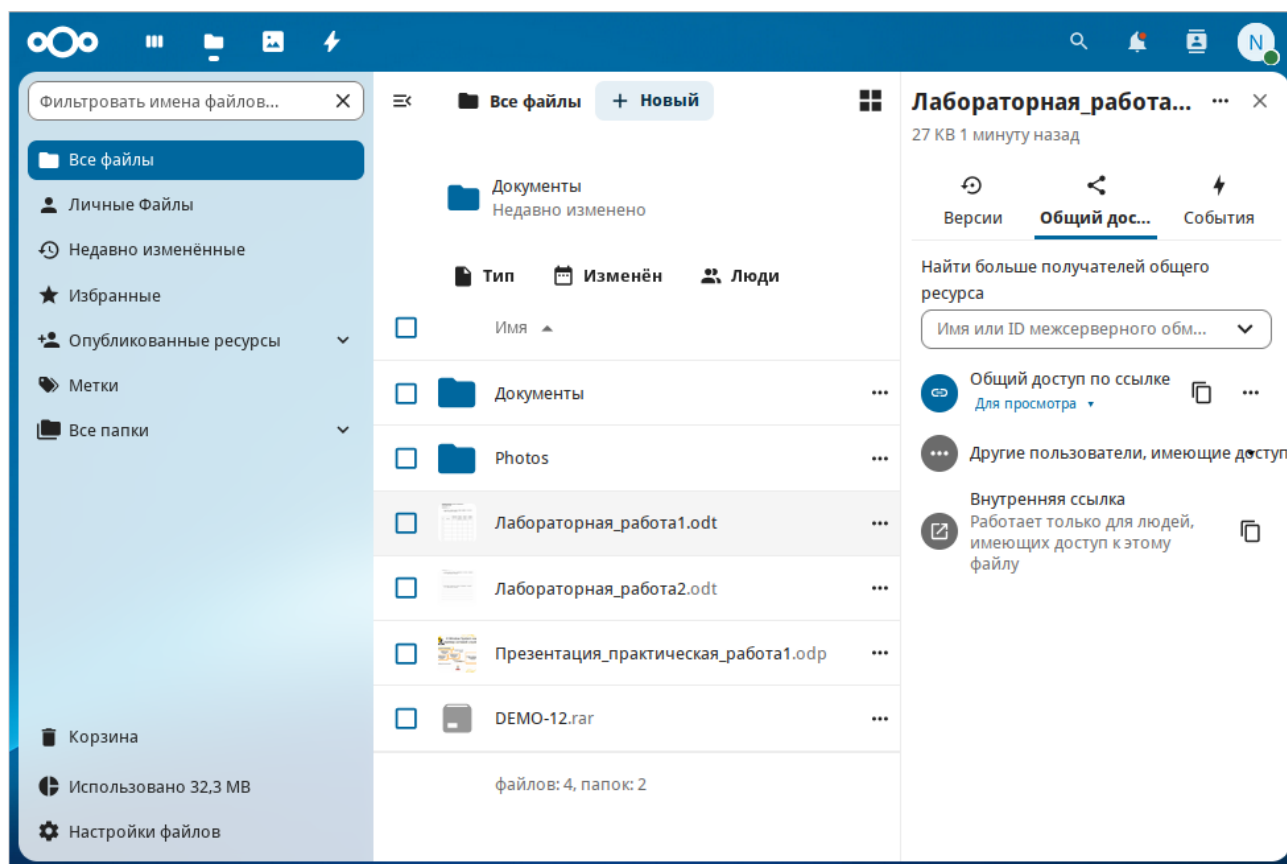 N
Фильтровать имена файлов...
Все файлы
Личные Файлы
Недавно изменённые
Избранные
Опубликованные ресурсы
Метки
Все папки
Корзина
Использовано 32,3 MB
Настройки файлов
Все файлы
+ Новый
Документы
Недавно изменено
Тип
Изменён
Люди
Имя
Документы
Photos
Лабораторная_работа1.odt
Лабораторная_работа2.odt
Презентация_практическая_работа1.odp
DEMO-12.rar
файлов: 4, папок: 2
Лабораторная_работа...
27 KB 1 минуту назад
Версии
Общий дос...
События
Найти больше получателей общего
ресурса
Имя или ID межсерверного обм...
Общий доступ по ссылке
Для просмотра
Другие пользователи, имеющие доступ
Внутренняя ссылка
Работает только для людей,
имеющих доступ к этому
файлу